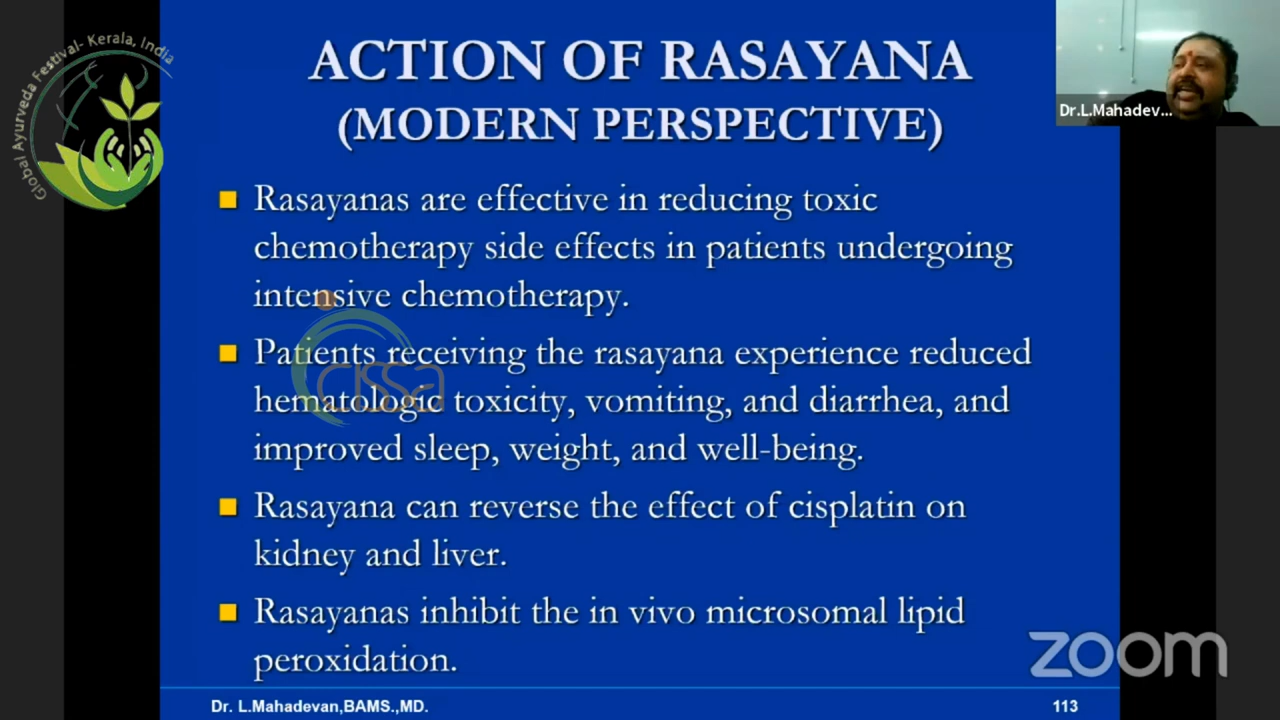 Global Ayurveda Festival- Kerala, India
ACTION OF RASAYANA
(MODERN PERSPECTIVE)
Dr.L.Mahadev...
Rasayanas are effective in reducing toxic
chemotherapy side effects in patients undergoing
intensive chemotherapy.
Patients receiving the rasayana experience reduced
hematologic toxicity, vomiting, and diarrhea, and
improved sleep, weight, and well-being.
cissa
Rasayana can reverse the effect of cisplatin on
kidney and liver.
Rasayanas inhibit the in vivo microsomal lipid
peroxidation.
zoom
Dr. L.Mahadevan,BAMS.,MD.
113